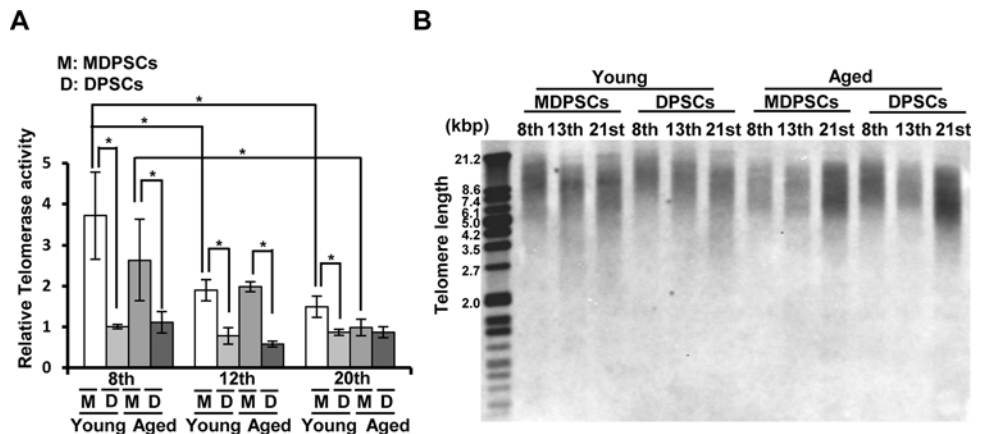 A
M: MDPSCs
D: DPSCs
* 
*
*
*
*
*
*
*
*
Relative Telomerase activity
5
4
3
2
1
0
8th 12th 20th
M D M D M D M D M D M D
Young Aged Young Aged Young Aged
B
Young Aged
MDPSCs DPSCs MDPSCs DPSCs
(kbp) 8th 13th 21st 8th 13th 21st 8th 13th 21st 8th 13th 21st
Telomere length
21.2
8.6
7.4
6.1
5.0
4.2
3.5
2.7
2.0